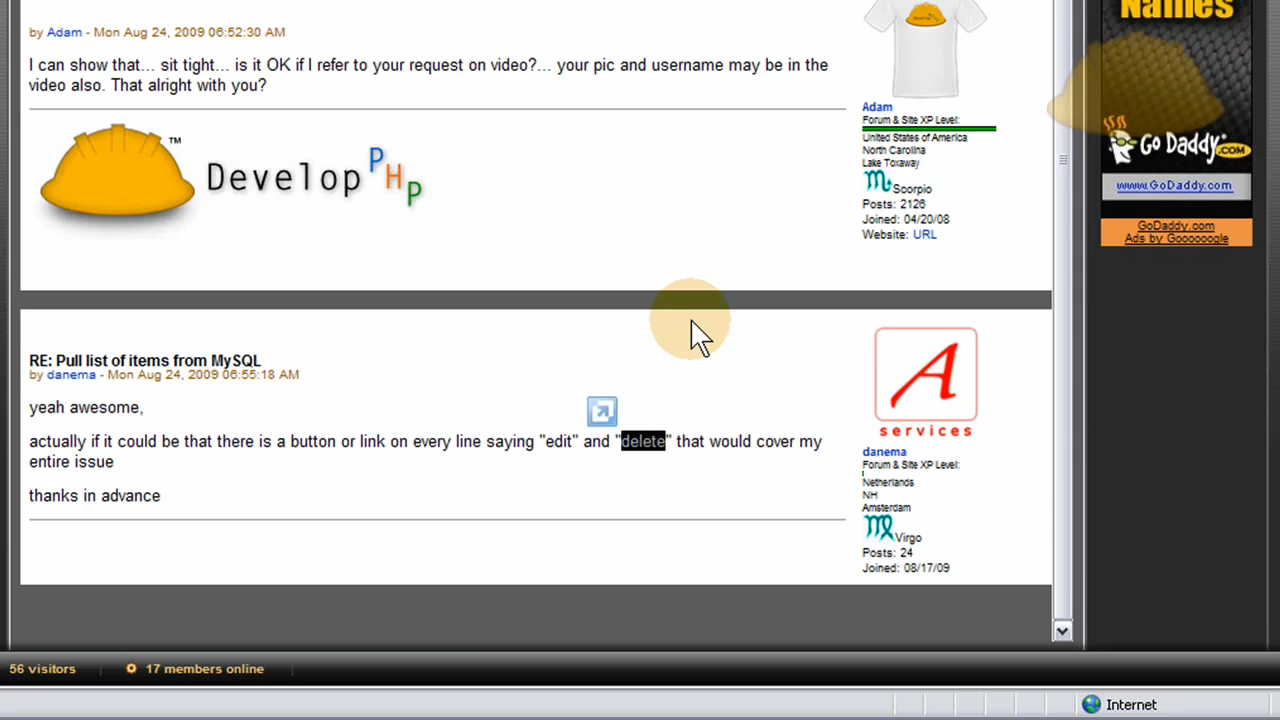 Names
by Adam - Mon Aug 24, 2009 06:52:30 AM
I can show that... sit tight... is it OK if I refer to your request on video?... your pic and username may be in the
video also. That alright with you?
Develop PHP
TM
Adam
Forum & Site XP Level:
United States of America
North Carolina
Lake Toxaway
Scorpio
Posts: 2126
Joined: 04/20/08
Website: URL
Go Daddy.COM
www.GoDaddy.com
GoDaddy.com
Ads by Goooooogle
RE: Pull list of items from MySQL
by danema - Mon Aug 24, 2009 06:55:18 AM
yeah awesome,
actually if it could be that there is a button or link on every line saying "edit" and "delete" that would cover my
entire issue
thanks in advance
A
services
danema
Forum & Site XP Level:
Netherlands
NH
Amsterdam
Virgo
Posts: 24
Joined: 08/17/09
56 visitors
17 members online
Internet